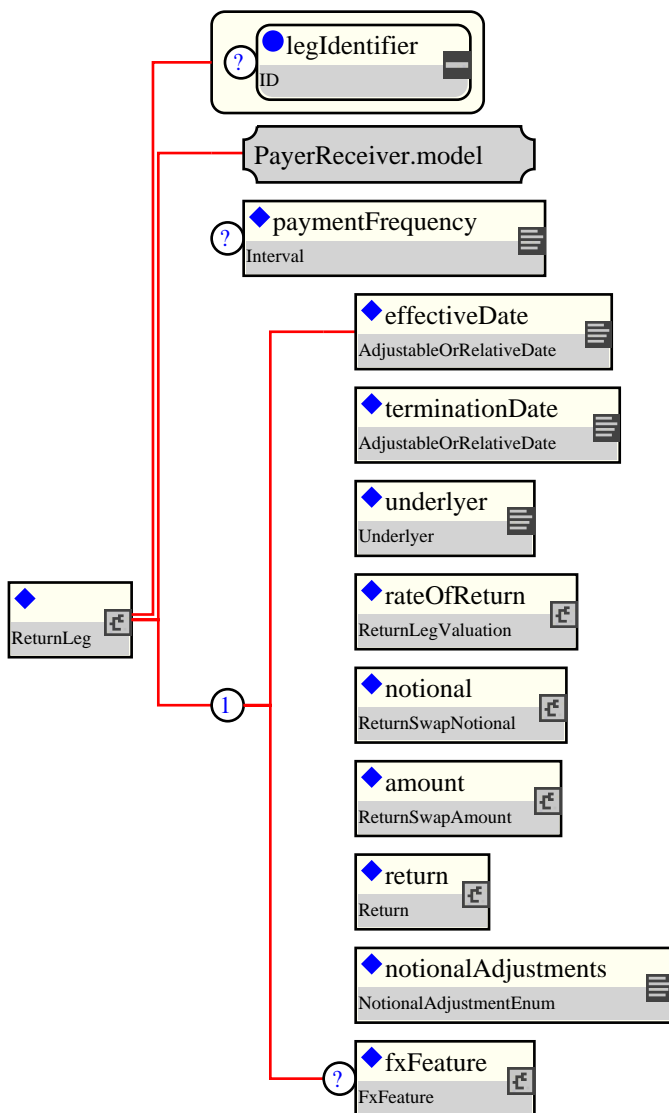 legIdentifier
?
ID
PayerReceiver.model
paymentFrequency
?
Interval
effectiveDate
AdjustableOrRelativeDate
terminationDate
AdjustableOrRelativeDate
underlyer
Underlyer
ReturnLeg
rateOfReturn
ReturnLegValuation
1
notional
ReturnSwapNotional
amount
ReturnSwapAmount
return
Return
notionalAdjustments
NotionalAdjustmentEnum
?
fxFeature
FxFeature